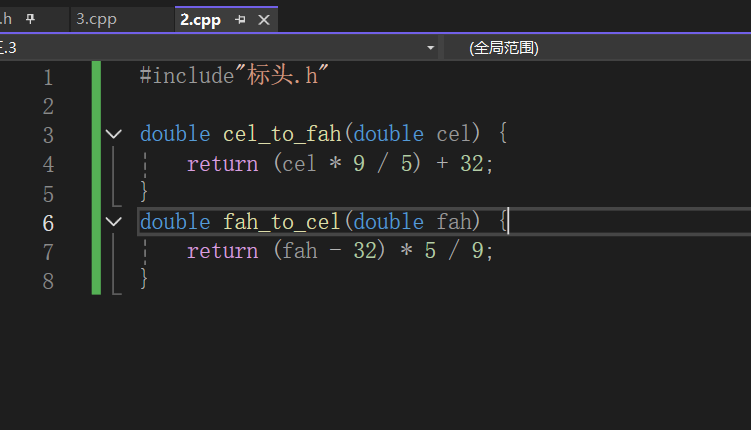 .h 3.cpp 2.cpp
.3 (全局范围)
1 #include"标头.h"
2
3 double cel_to_fah(double cel) {
4 return (cel * 9 / 5) + 32;
5 }
6 double fah_to_cel(double fah) {
7 return (fah - 32) * 5 / 9;
8 }